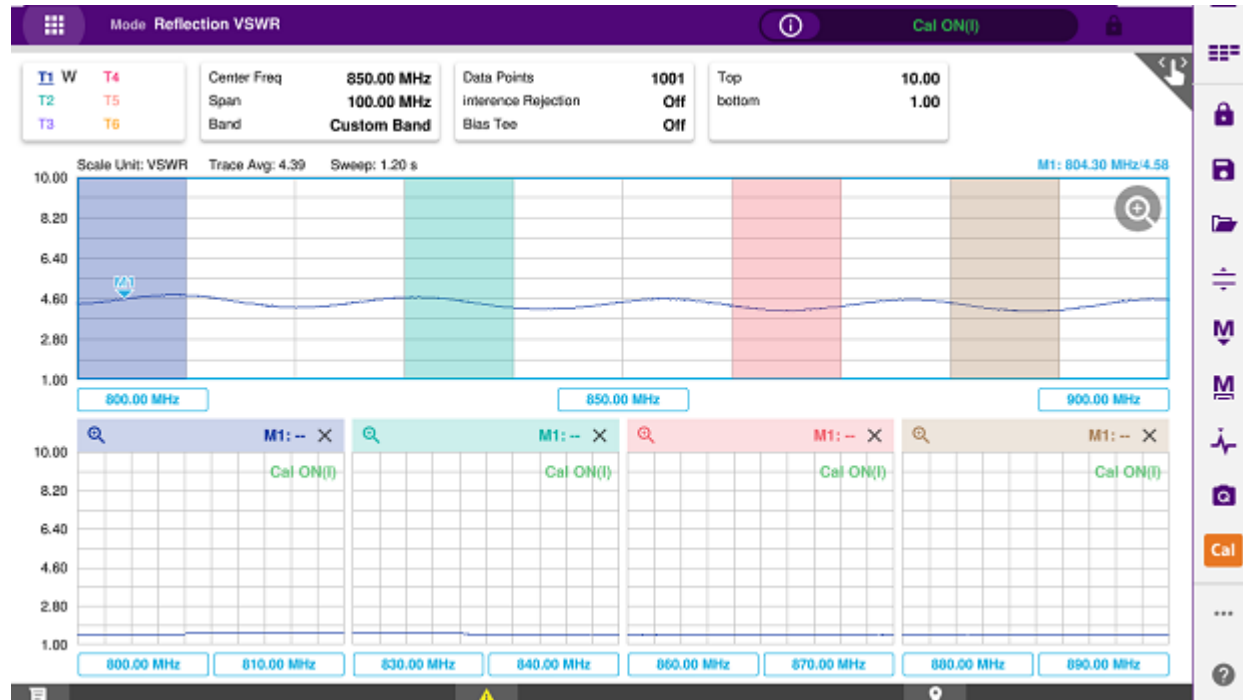 Mode Reflection VSWR
Cal ON(I)
T1 W T4
T2 T5
T3 T6
Center Freq 850.00 MHz
Span 100.00 MHz
Band Custom Band
Data Points 1001
interence Rejection Off
Bias Tee Off
Top 10.00
bottom 1.00
Scale Unit: VSWR Trace Avg: 4.39 Sweep: 1.20 s
M1: 804.30 MHz/4.58
10.00
8.20
6.40
4.60
2.80
1.00
M1
800.00 MHz 850.00 MHz 900.00 MHz
M1: -- M1: -- M1: -- M1: --
Cal ON(I) Cal ON(I) Cal ON(I) Cal ON(I)
10.00
8.20
6.40
4.60
2.80
1.00
800.00 MHz 810.00 MHz 830.00 MHz 840.00 MHz 860.00 MHz 870.00 MHz 880.00 MHz 890.00 MHz
M
M
Cal